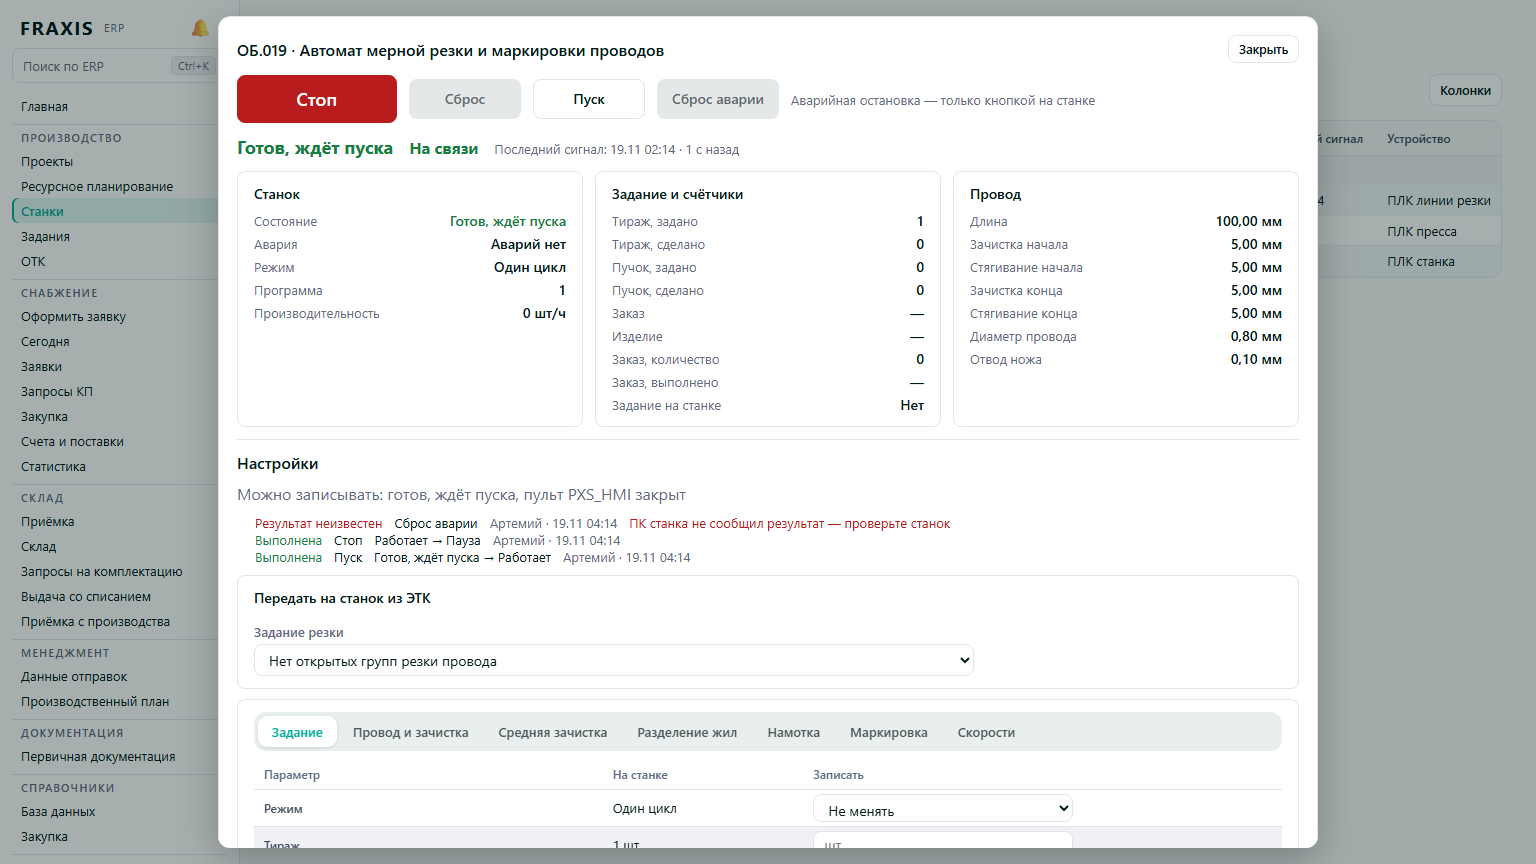 FRAXIS ERP
Поиск по ERP Ctrl+K
Главная
ПРОИЗВОДСТВО
Проекты
Ресурсное планирование
Станки
Задания
ОТК
СНАБЖЕНИЕ
Оформить заявку
Сегодня
Заявки
Запросы КП
Закупка
Счета и поставки
Статистика
СКЛАД
Приёмка
Склад
Запросы на комплектацию
Выдача со списанием
Приёмка с производства
МЕНЕДЖМЕНТ
Данные отправок
Производственный план
ДОКУМЕНТАЦИЯ
Первичная документация
СПРАВОЧНИКИ
База данных
Закупка
ОБ.019 · Автомат мерной резки и маркировки проводов
Закрыть
Стоп Сброс Пуск Сброс аварии Аварийная остановка — только кнопкой на станке
Готов, ждёт пуска На связи Последний сигнал: 19.11 02:14 · 1 с назад
Станок
Состояние Готов, ждёт пуска
Авария Аварий нет
Режим Один цикл
Программа 1
Производительность 0 шт/ч
Задание и счётчики
Тираж, задано 1
Тираж, сделано 0
Пучок, задано 0
Пучок, сделано 0
Заказ —
Изделие —
Заказ, количество 0
Заказ, выполнено —
Задание на станке Нет
Провод
Длина 100,00 мм
Зачистка начала 5,00 мм
Стягивание начала 5,00 мм
Зачистка конца 5,00 мм
Стягивание конца 5,00 мм
Диаметр провода 0,80 мм
Отвод ножа 0,10 мм
Настройки
Можно записывать: готов, ждёт пуска, пульт PXS_HMI закрыт
Результат неизвестен Сброс аварии Артемий · 19.11 04:14 ПК станка не сообщил результат — проверьте станок
Выполнена Стоп Работает → Пауза Артемий · 19.11 04:14
Выполнена Пуск Готов, ждёт пуска → Работает Артемий · 19.11 04:14
Передать на станок из ЭТК
Задание резки
Нет открытых групп резки провода
Задание Провод и зачистка Средняя зачистка Разделение жил Намотка Маркировка Скорости
Параметр На станке Записать
Режим Один цикл Не менять
Тираж 1 шт шт
Колонки
сигнал Устройство
4 ПЛК линии резки
ПЛК пресса
ПЛК станка